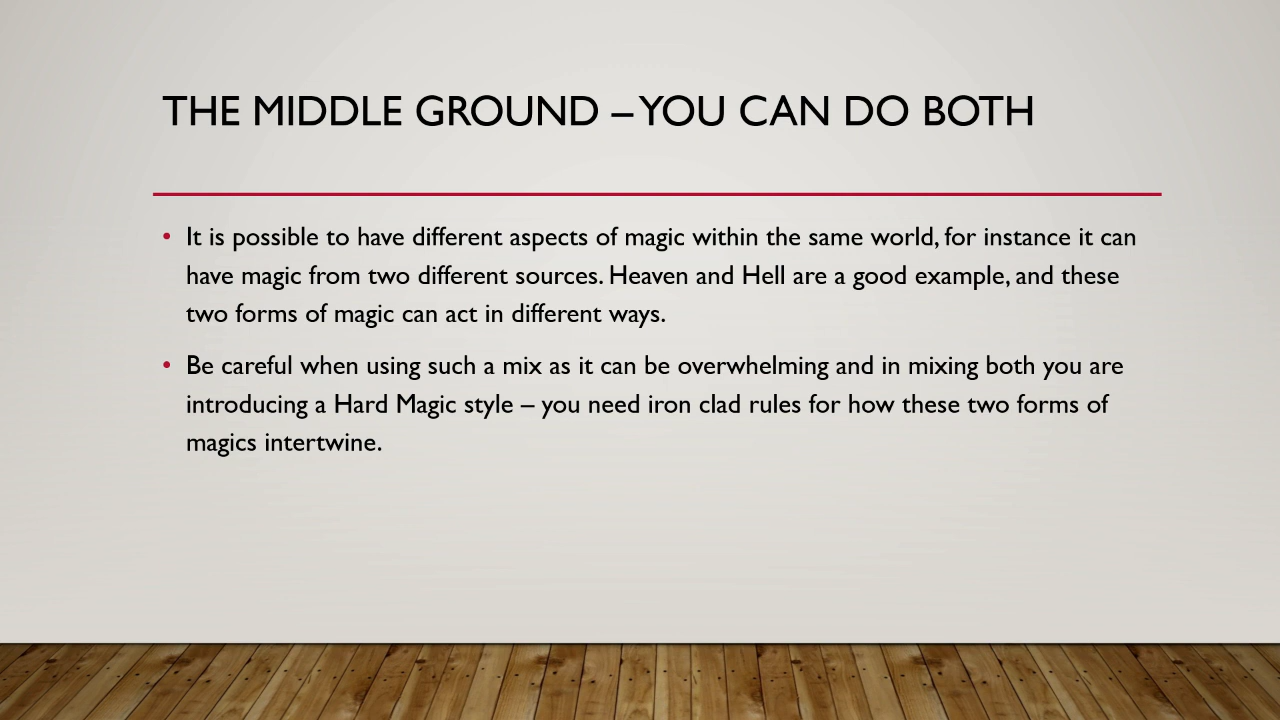 THE MIDDLE GROUND – YOU CAN DO BOTH
• It is possible to have different aspects of magic within the same world, for instance it can
have magic from two different sources. Heaven and Hell are a good example, and these
two forms of magic can act in different ways.
• Be careful when using such a mix as it can be overwhelming and in mixing both you are
introducing a Hard Magic style – you need iron clad rules for how these two forms of
magics intertwine.